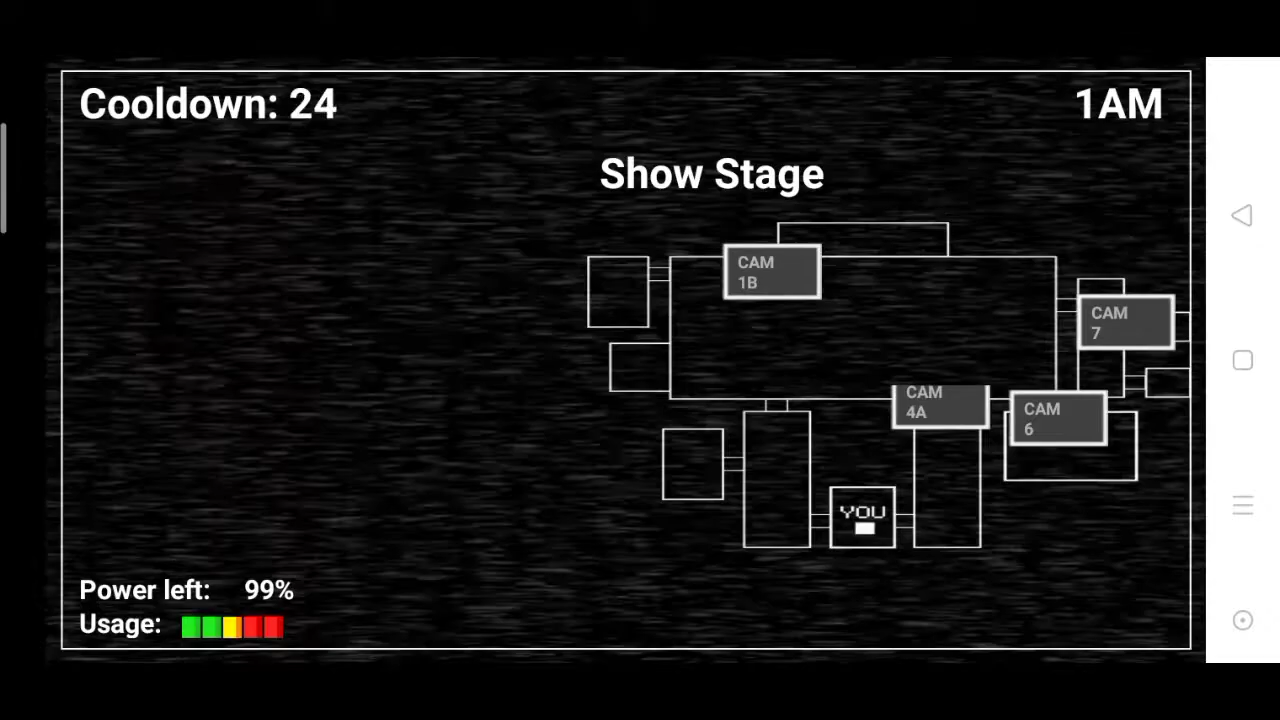 Cooldown: 24
1AM
Show Stage
CAM
1B
CAM
7
CAM
4A
CAM
6
YOU
Power left: 99%
Usage: